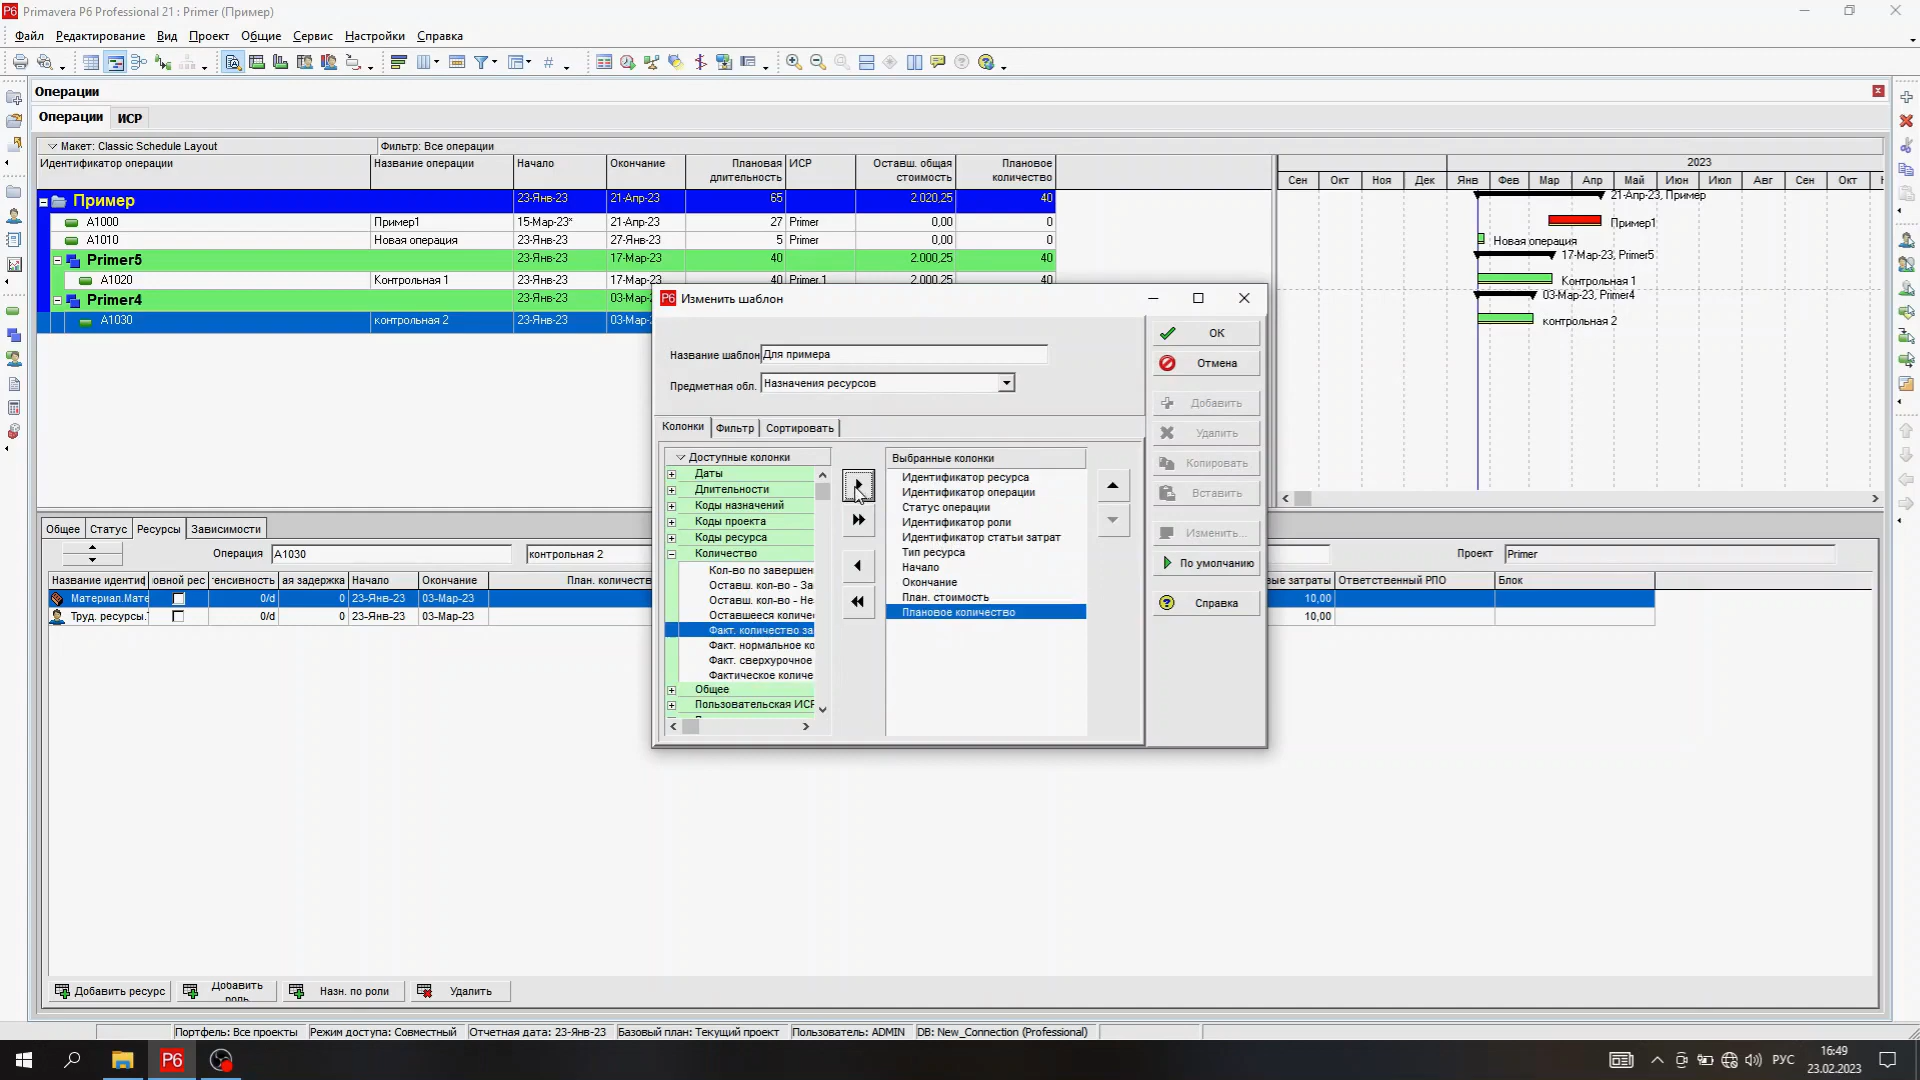 Primavera P6 Professional 21 : Primer (Пример)
Файл Редактирование Вид Проект Общие Сервис Настройки Справка
Операции
Операции ИСР
Макет: Classic Schedule Layout Фильтр: Все операции
Идентификатор операции Название операции Начало Окончание Плановая длительность ИСР Оставш. общая стоимость Плановое количество
2023
Сен Окт Ноя Дек Янв Фев Мар Апр Май Июн Июл Авг Сен Окт
Пример 23-Янв-23 21-Апр-23 65 2.020,25 40 21-Апр-23, Пример
A1000 Пример1 15-Мар-23* 21-Апр-23 27 Primer 0,00 0 Пример1
A1010 Новая операция 23-Янв-23 27-Янв-23 5 Primer 0,00 0 Новая операция
Primer5 23-Янв-23 17-Мар-23 40 2.000,25 40 17-Мар-23, Primer5
A1020 Контрольная 1 23-Янв-23 17-Мар-23 40 Primer.1 2.000,25 40 Контрольная 1
Primer4 23-Янв-23 03-Мар-2 03-Мар-23, Primer4
A1030 контрольная 2 23-Янв-23 03-Мар-2 контрольная 2
P6 Изменить шаблон
Название шаблон Для примера
Предметная обл. Назначения ресурсов
Колонки Фильтр Сортировать
Доступные колонки
Даты
Длительности
Коды назначений
Коды проекта
Коды ресурса
Количество
Кол-во по завершен
Оставш. кол-во - За
Оставш. кол-во - Не
Оставшееся количе
Факт. количество за
Факт. нормальное ко
Факт. сверхурочное
Фактическое количе
Общее
Пользовательская ИСР
Выбранные колонки
Идентификатор ресурса
Идентификатор операции
Статус операции
Идентификатор роли
Идентификатор статьи затрат
Тип ресурса
Начало
Окончание
План. стоимость
Плановое количество
ОК
Отмена
Добавить
Удалить
Копировать
Вставить
Изменить...
По умолчанию
Справка
Общее Статус Ресурсы Зависимости
Операция A1030 контрольная 2 Проект Primer
Название идентиф овной рес енсивность ая задержка Начало Окончание План. количеств вые затраты Ответственный РПО Блок
Материал.Мате 0/d 0 23-Янв-23 03-Мар-23 10,00
Труд. ресурсы. 0/d 0 23-Янв-23 03-Мар-23 10,00
Добавить ресурс Добавить роль Назн. по роли Удалить
Портфель: Все проекты Режим доступа: Совместный Отчетная дата: 23-Янв-23 Базовый план: Текущий проект Пользователь: ADMIN DB: New_Connection (Professional)
P6 РУС 16:49
23.02.2023